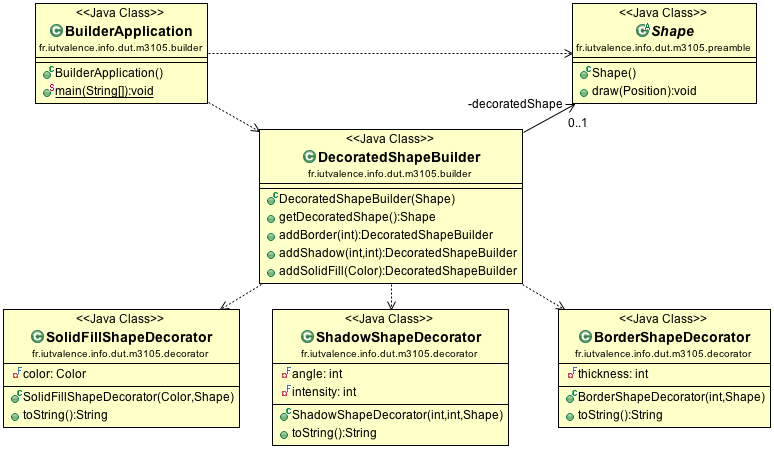 <<Java Class>>
BuilderApplication
fr.iutvalence.info.dut.m3105.builder
BuilderApplication()
main(String[]):void
<<Java Class>>
Shape
fr.iutvalence.info.dut.m3105.preamble
Shape()
draw(Position):void
-decoratedShape
0..1
<<Java Class>>
DecoratedShapeBuilder
fr.iutvalence.info.dut.m3105.builder
DecoratedShapeBuilder(Shape)
getDecoratedShape():Shape
addBorder(int):DecoratedShapeBuilder
addShadow(int,int):DecoratedShapeBuilder
addSolidFill(Color):DecoratedShapeBuilder
<<Java Class>>
SolidFillShapeDecorator
fr.iutvalence.info.dut.m3105.decorator
color: Color
SolidFillShapeDecorator(Color,Shape)
toString():String
<<Java Class>>
ShadowShapeDecorator
fr.iutvalence.info.dut.m3105.decorator
angle: int
intensity: int
ShadowShapeDecorator(int,int,Shape)
toString():String
<<Java Class>>
BorderShapeDecorator
fr.iutvalence.info.dut.m3105.decorator
thickness: int
BorderShapeDecorator(int,Shape)
toString():String